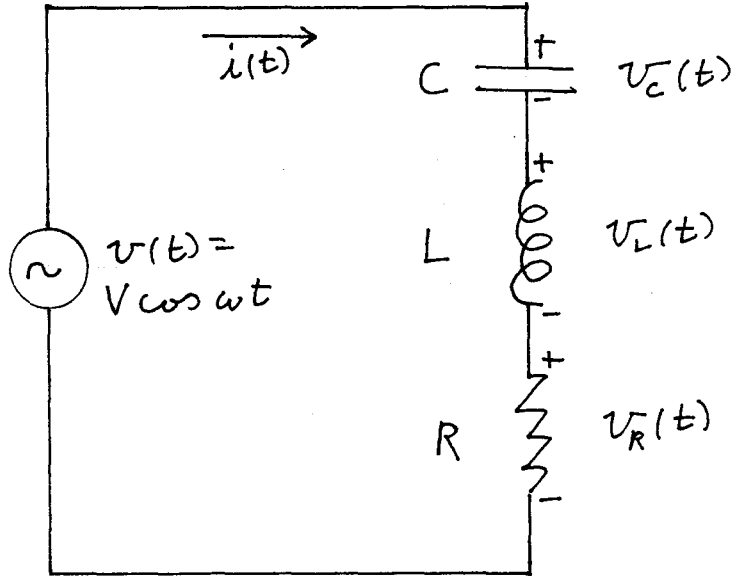 i(t)
+
C
-
v_C(t)
+
L
-
v_L(t)
+
R
-
v_R(t)
~
v(t) =
V cos ωt